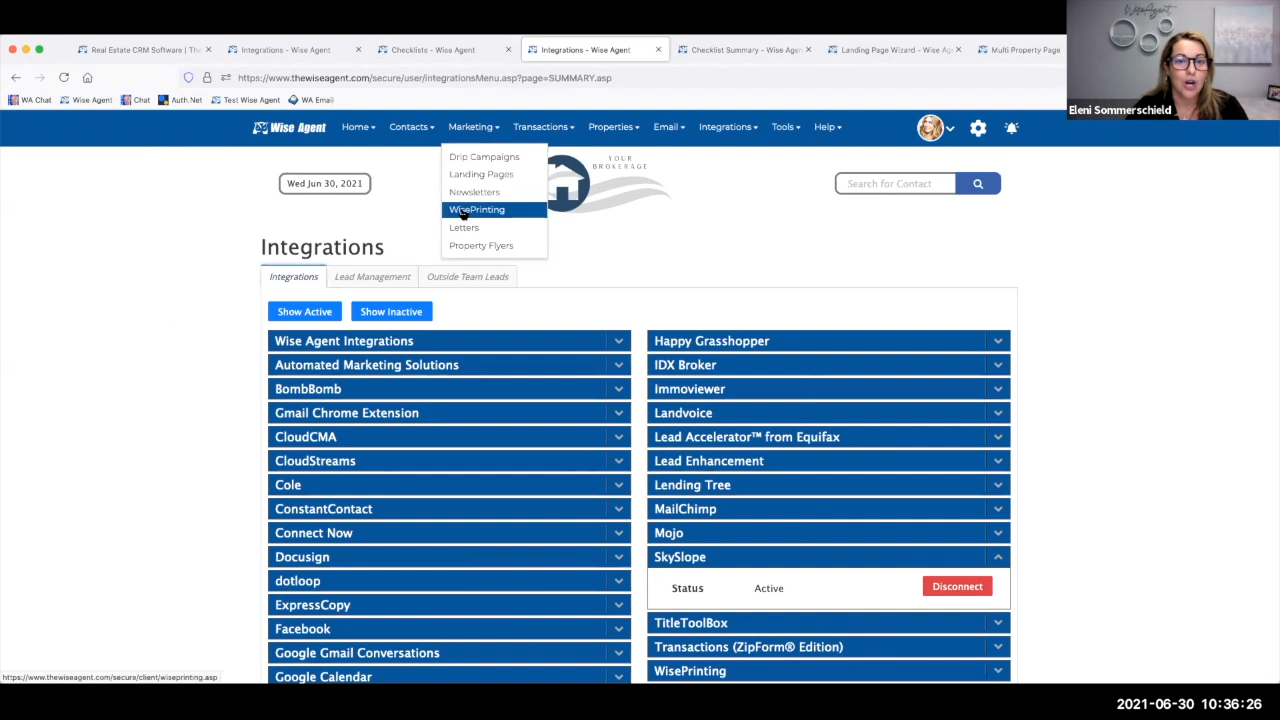 WiseAgent
Eleni Sommerschield
Real Estate CRM Software | Tho
Integrations - Wise Agent
Checklists - Wise Agent
Integrations - Wise Agent
Checklist Summary - Wise Agen
Landing Page Wizard - Wise Ag
Multi Property Page
https://www.thewiseagent.com/secure/user/integrationsMenu.asp?page=SUMMARY.asp
WA Chat
Wise Agent
Chat
Auth.Net
Test Wise Agent
WA Email
Wise Agent
Home
Contacts
Marketing
Transactions
Properties
Email
Integrations
Tools
Help
Drip Campaigns
Landing Pages
Newsletters
WisePrinting
Letters
Property Flyers
YOUR
BROKERAGE
Wed Jun 30, 2021
Search for Contact
Integrations
Integrations
Lead Management
Outside Team Leads
Show Active
Show Inactive
Wise Agent Integrations
Automated Marketing Solutions
BombBomb
Gmail Chrome Extension
CloudCMA
CloudStreams
Cole
ConstantContact
Connect Now
Docusign
dotloop
ExpressCopy
Facebook
Google Gmail Conversations
Google Calendar
Happy Grasshopper
IDX Broker
Immoviewer
Landvoice
Lead Accelerator™ from Equifax
Lead Enhancement
Lending Tree
MailChimp
Mojo
SkySlope
Status
Active
Disconnect
TitleToolBox
Transactions (ZipForm® Edition)
WisePrinting
https://www.thewiseagent.com/secure/client/wiseprinting.asp
2021-06-30 10:36:26